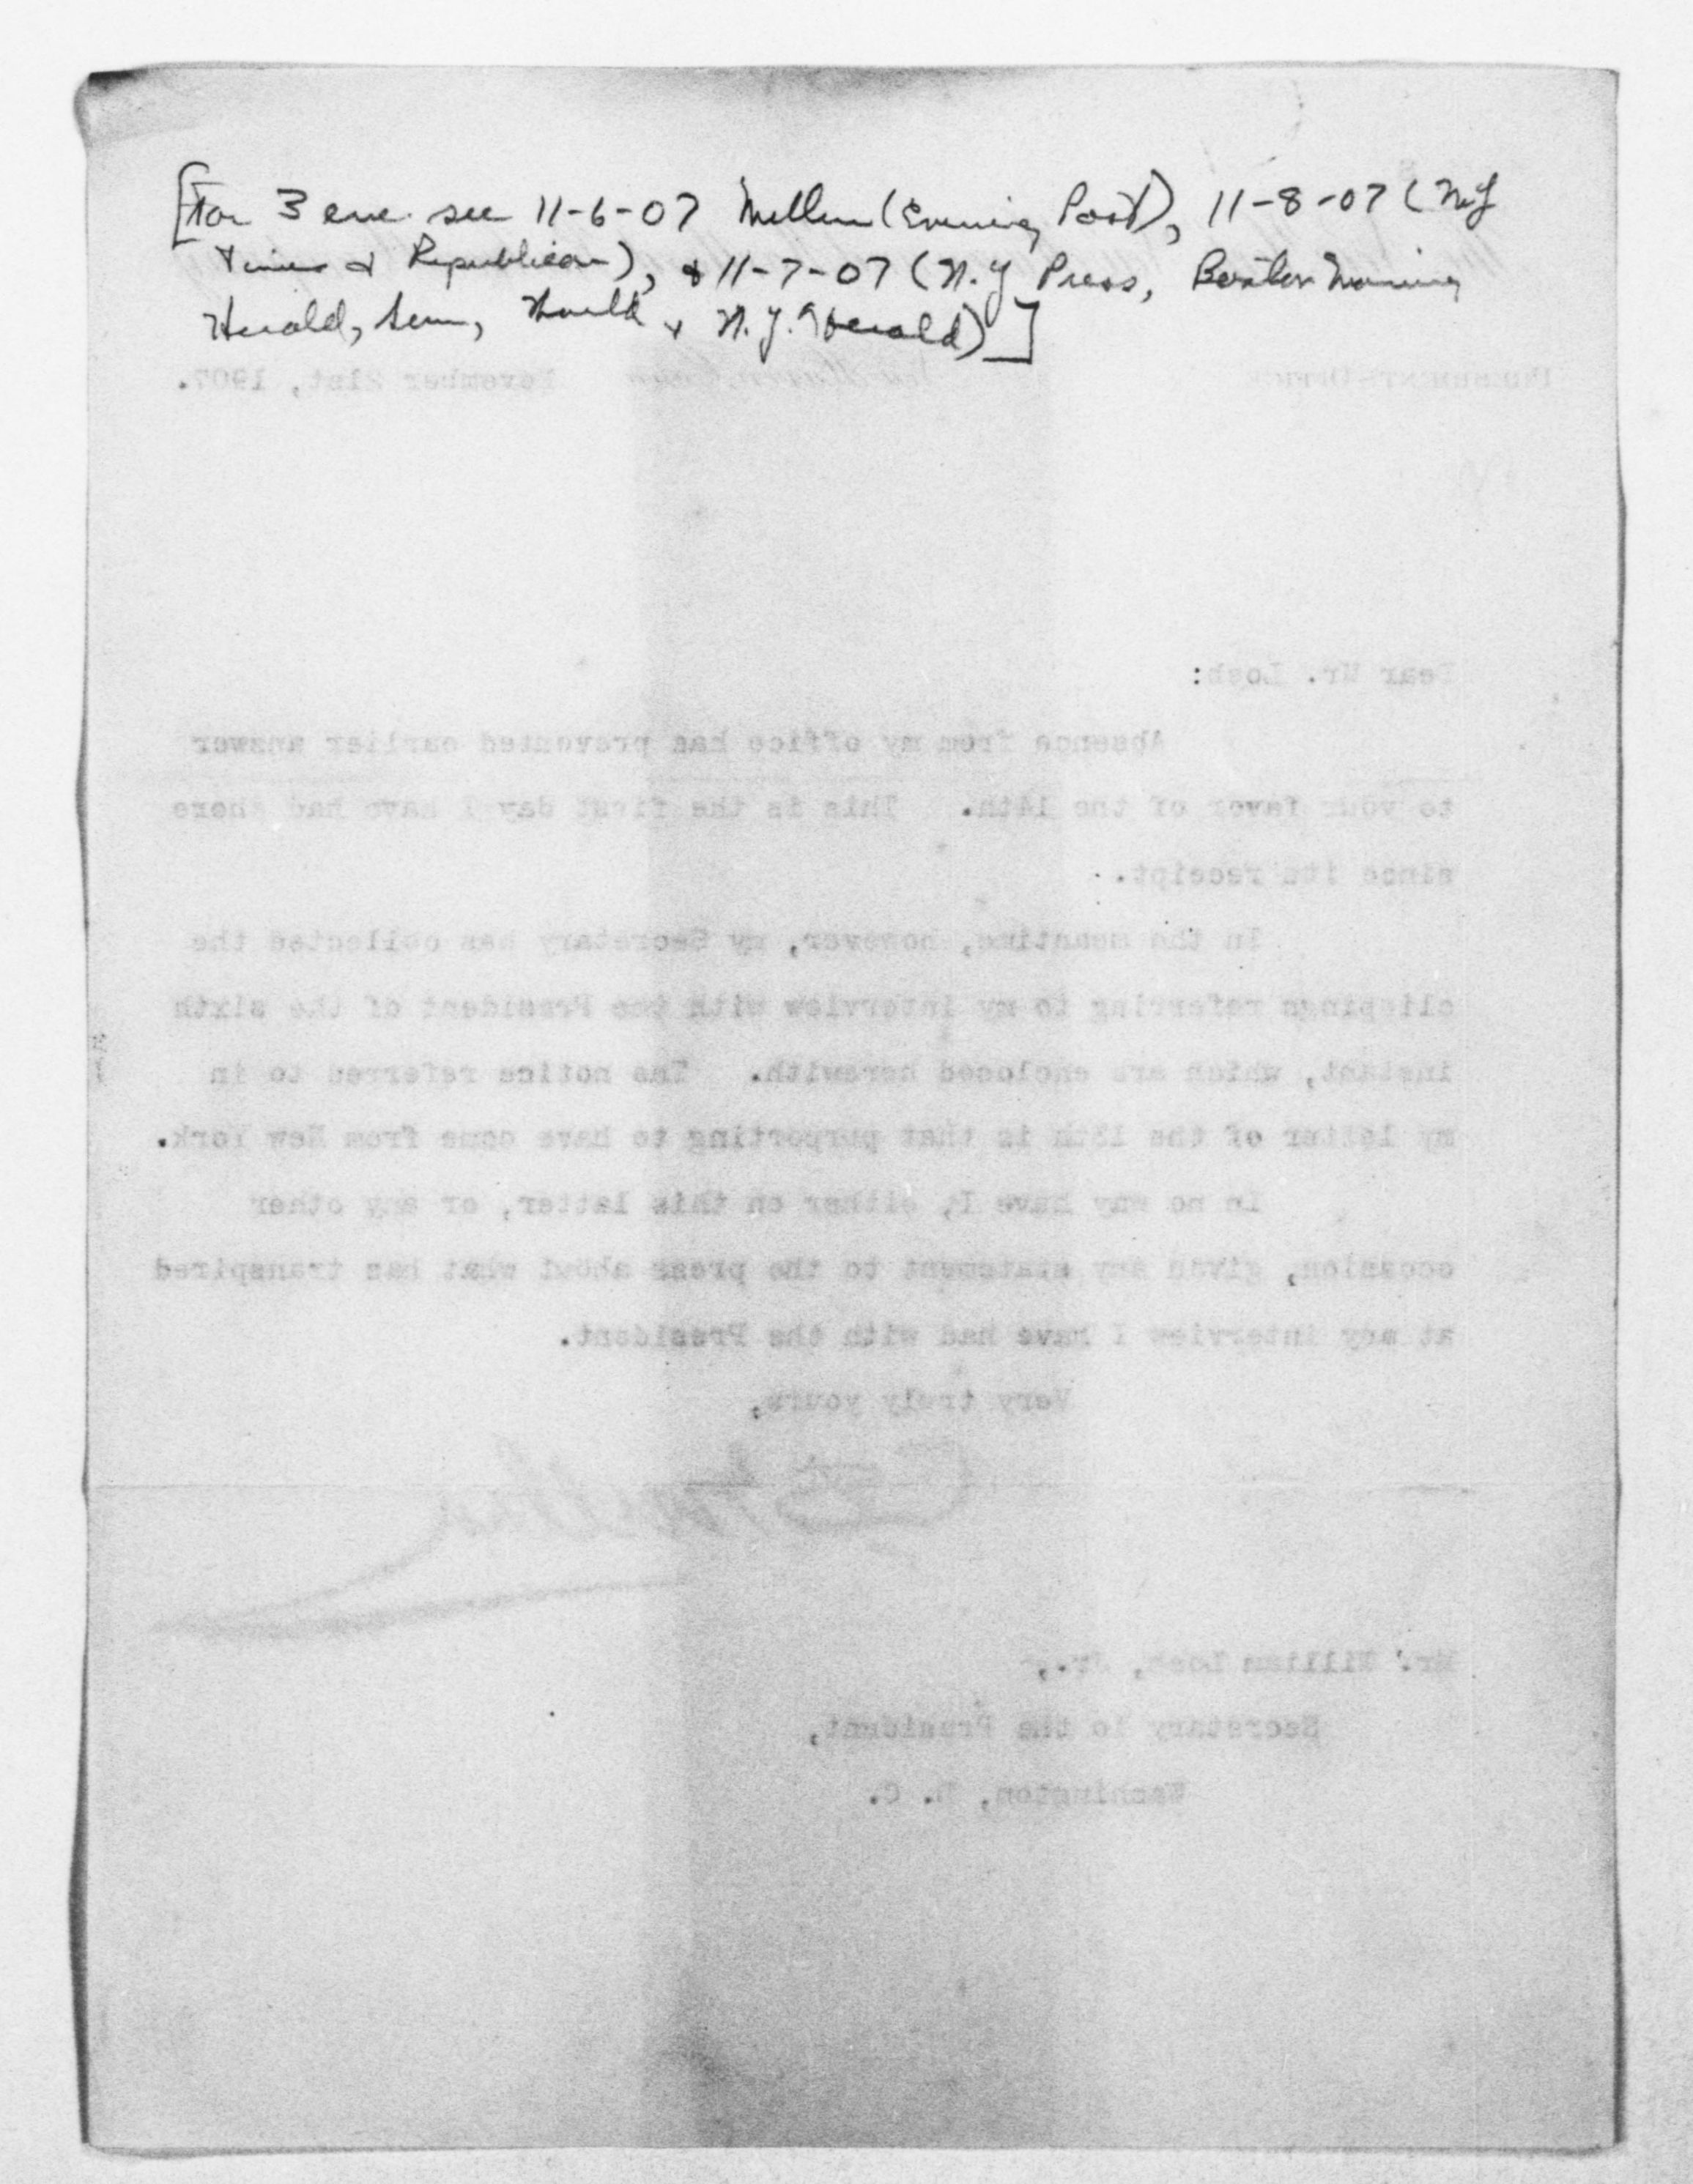 [For 3 enc. see 11-6-07 Mellen (Evening Post), 11-8-07 (N.Y
Times & Republican), & 11-7-07 (N.Y Press, Boston Morning
Herald, Sun, World & N.Y. Herald)]
PRESIDENT'S OFFICE New Haven, Conn. November 21st, 1907.
Dear Mr. Loeb:
Absence from my office has prevented earlier answer
to your favor of the 14th. This is the first day I have had here
since its receipt.
In the meantime, however, my Secretary has collected the
clippings referring to my interview with the President of the sixth
instant, which are enclosed herewith. The notice referred to in
my letter of the 13th is that purporting to have come from New York.
In no way have I, either on this latter, or any other
occasion, given any statement to the press about what has transpired
at any interview I have had with the President.
Very truly yours,
C S Mellen
Mr. William Loeb, Jr.,
Secretary to the President,
Washington, D. C.